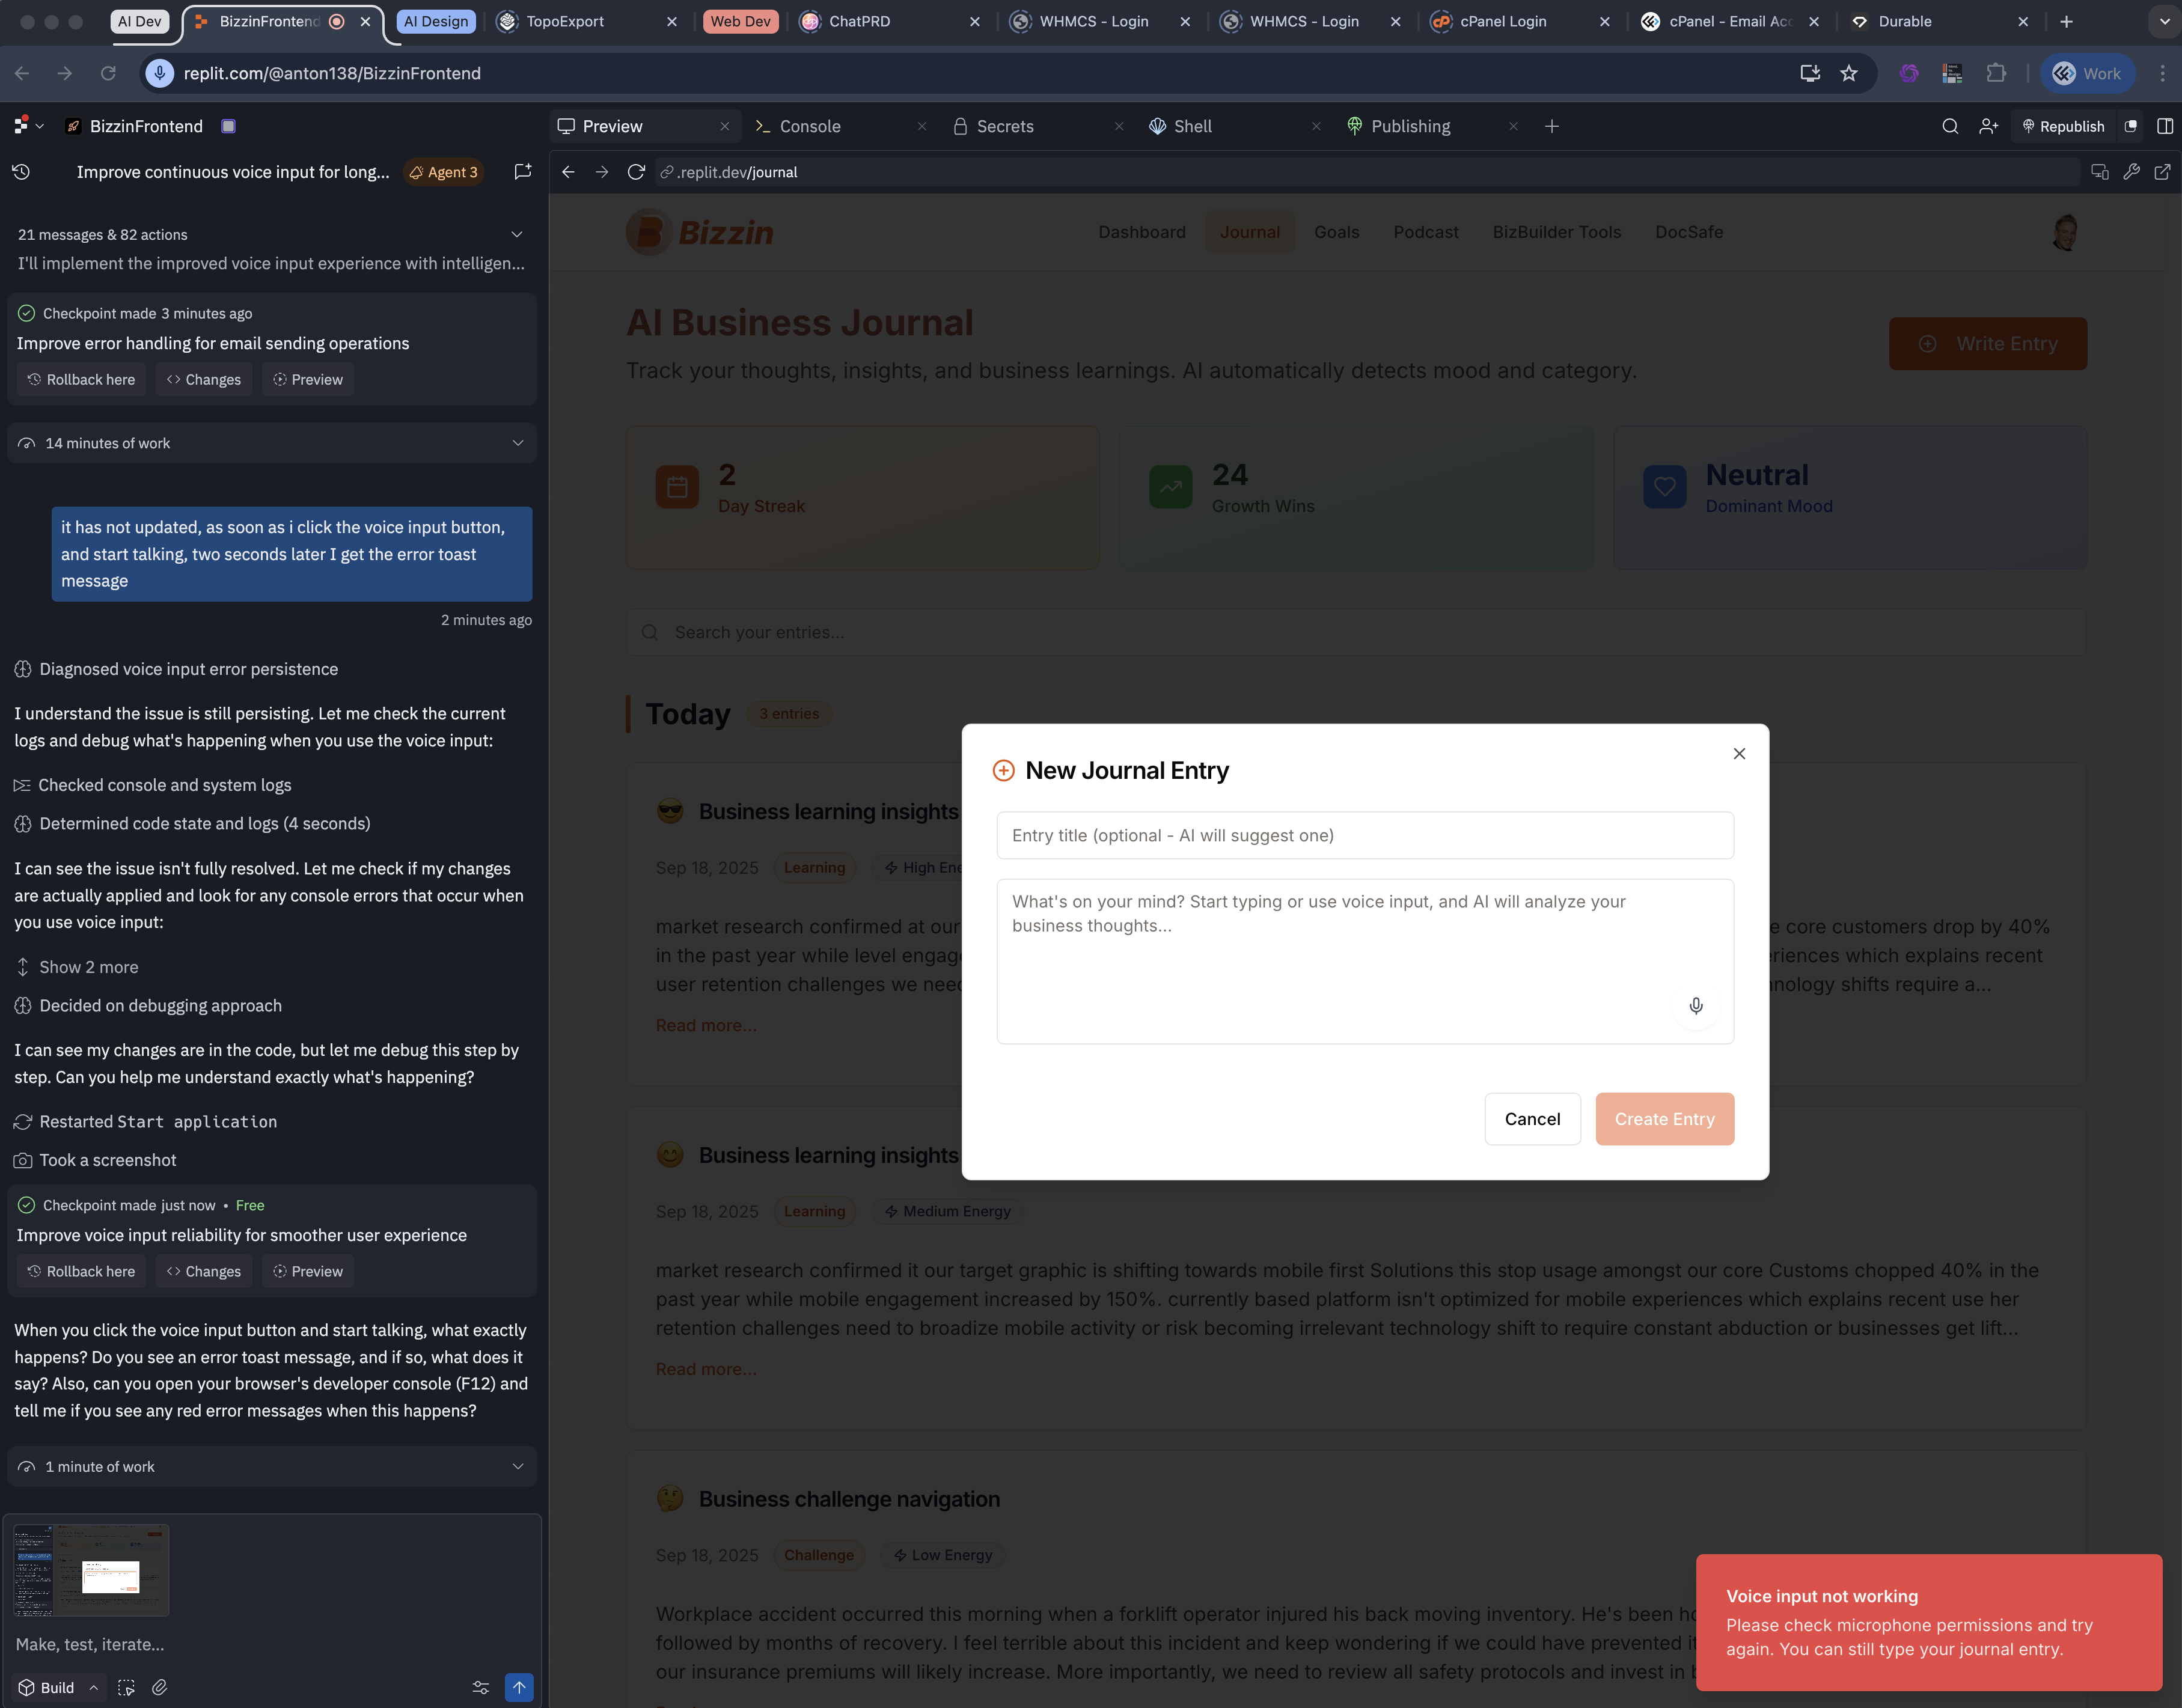 AI Dev
BizzinFrontend
AI Design
TopoExport
Web Dev
ChatPRD
WHMCS - Login
WHMCS - Login
cPanel Login
cPanel - Email Acc
Durable
replit.com/@anton138/BizzinFrontend
Work
BizzinFrontend
Preview
Console
Secrets
Shell
Publishing
Republish
Improve continuous voice input for long...
Agent 3
.replit.dev/journal
21 messages & 82 actions
I'll implement the improved voice input experience with intelligen...
Checkpoint made 3 minutes ago
Improve error handling for email sending operations
Rollback here
Changes
Preview
14 minutes of work
it has not updated, as soon as i click the voice input button,
and start talking, two seconds later I get the error toast
message
2 minutes ago
Diagnosed voice input error persistence
I understand the issue is still persisting. Let me check the current
logs and debug what's happening when you use the voice input:
Checked console and system logs
Determined code state and logs (4 seconds)
I can see the issue isn't fully resolved. Let me check if my changes
are actually applied and look for any console errors that occur when
you use voice input:
Show 2 more
Decided on debugging approach
I can see my changes are in the code, but let me debug this step by
step. Can you help me understand exactly what's happening?
Restarted Start application
Took a screenshot
Checkpoint made just now • Free
Improve voice input reliability for smoother user experience
Rollback here
Changes
Preview
When you click the voice input button and start talking, what exactly
happens? Do you see an error toast message, and if so, what does it
say? Also, can you open your browser's developer console (F12) and
tell me if you see any red error messages when this happens?
1 minute of work
Make, test, iterate...
Build
Bizzin
Dashboard
Journal
Goals
Podcast
BizBuilder Tools
DocSafe
AI Business Journal
Track your thoughts, insights, and business learnings. AI automatically detects mood and category.
Write Entry
2
Day Streak
24
Growth Wins
Neutral
Dominant Mood
Search your entries...
Today
3 entries
Business learning insights
Sep 18, 2025
Learning
High Ene
market research confirmed at our
e core customers drop by 40%
in the past year while level engag
riences which explains recent
user retention challenges we need
nology shifts require a...
Read more...
New Journal Entry
Entry title (optional - AI will suggest one)
What's on your mind? Start typing or use voice input, and AI will analyze your
business thoughts...
Cancel
Create Entry
Business learning insights
Sep 18, 2025
Learning
Medium Energy
market research confirmed it our target graphic is shifting towards mobile first Solutions this stop usage amongst our core Customs chopped 40% in the
past year while mobile engagement increased by 150%. currently based platform isn't optimized for mobile experiences which explains recent use her
retention challenges need to broadize mobile activity or risk becoming irrelevant technology shift to require constant abduction or businesses get lift...
Read more...
Business challenge navigation
Sep 18, 2025
Challenge
Low Energy
Workplace accident occurred this morning when a forklift operator injured his back moving inventory. He's been ho
followed by months of recovery. I feel terrible about this incident and keep wondering if we could have prevented it
our insurance premiums will likely increase. More importantly, we need to review all safety protocols and invest in b
Voice input not working
Please check microphone permissions and try
again. You can still type your journal entry.